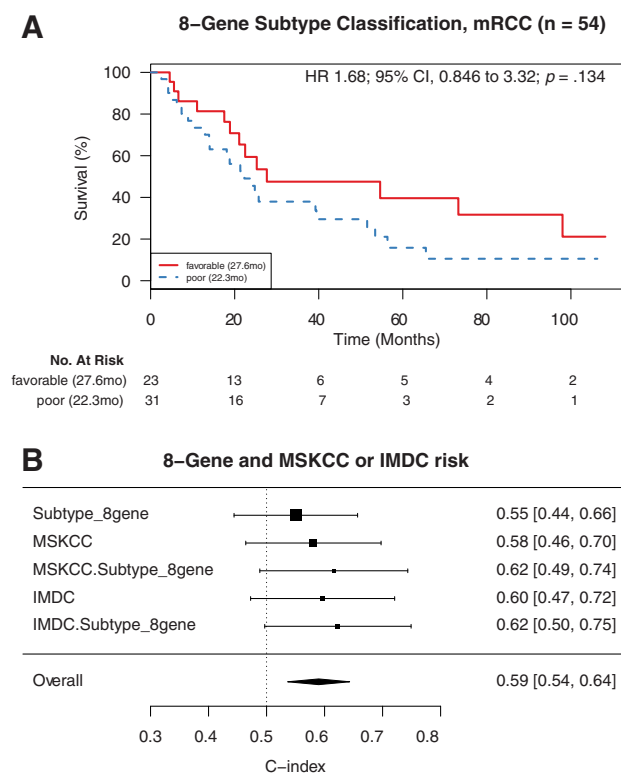 A
8–Gene Subtype Classification, mRCC (n = 54)
HR 1.68; 95% CI, 0.846 to 3.32; p = .134
100
80
60
40
20
0
Survival (%)
favorable (27.6mo)
poor (22.3mo)
0 20 40 60 80 100
Time (Months)
No. At Risk
favorable (27.6mo) 23 13 6 5 4 2
poor (22.3mo) 31 16 7 3 2 1
B
8–Gene and MSKCC or IMDC risk
Subtype_8gene 0.55 [0.44, 0.66]
MSKCC 0.58 [0.46, 0.70]
MSKCC.Subtype_8gene 0.62 [0.49, 0.74]
IMDC 0.60 [0.47, 0.72]
IMDC.Subtype_8gene 0.62 [0.50, 0.75]
Overall 0.59 [0.54, 0.64]
0.3 0.4 0.5 0.6 0.7 0.8
C–index